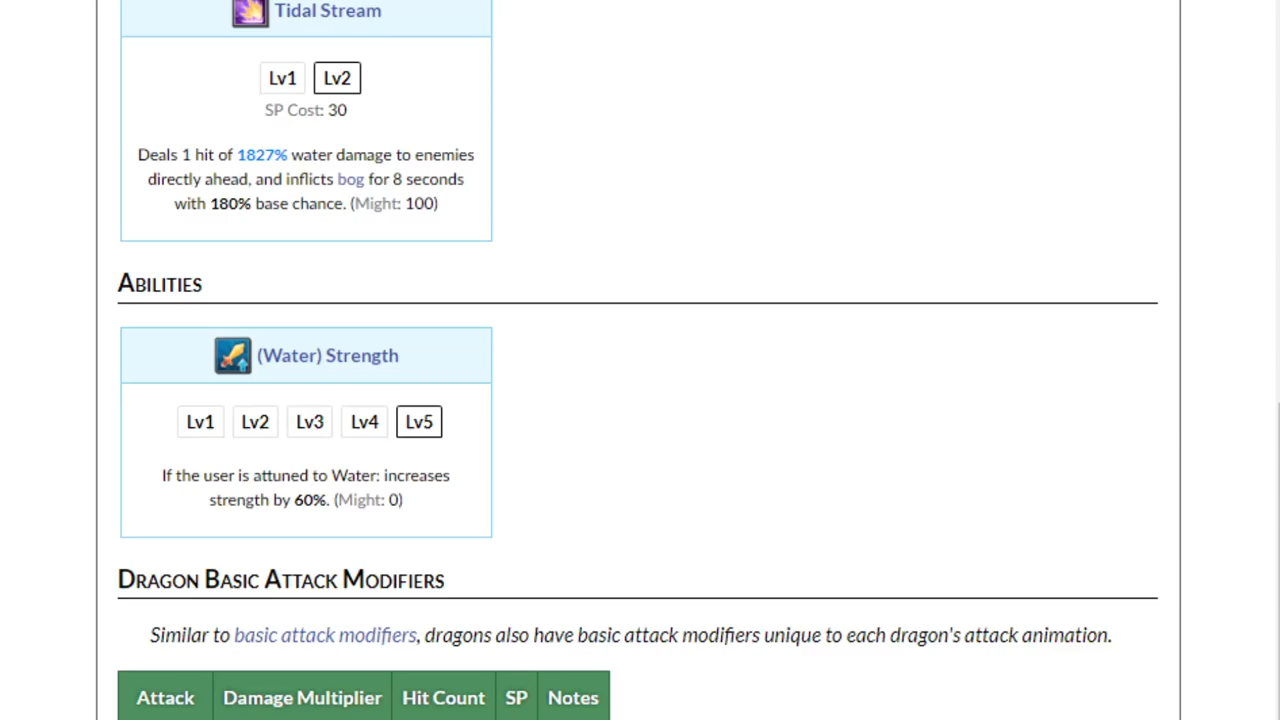 Tidal Stream
Lv1 Lv2
SP Cost: 30
Deals 1 hit of 1827% water damage to enemies
directly ahead, and inflicts bog for 8 seconds
with 180% base chance. (Might: 100)
ABILITIES
(Water) Strength
Lv1 Lv2 Lv3 Lv4 Lv5
If the user is attuned to Water: increases
strength by 60%. (Might: 0)
DRAGON BASIC ATTACK MODIFIERS
Similar to basic attack modifiers, dragons also have basic attack modifiers unique to each dragon's attack animation.
Attack Damage Multiplier Hit Count SP Notes